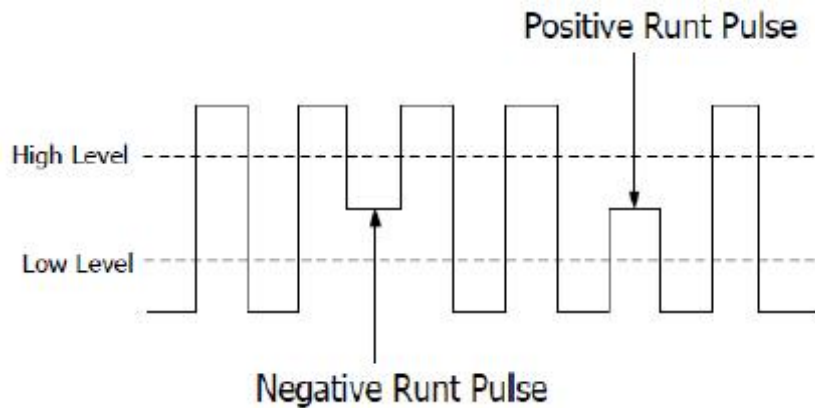 Positive Runt Pulse
High Level
Low Level
Negative Runt Pulse